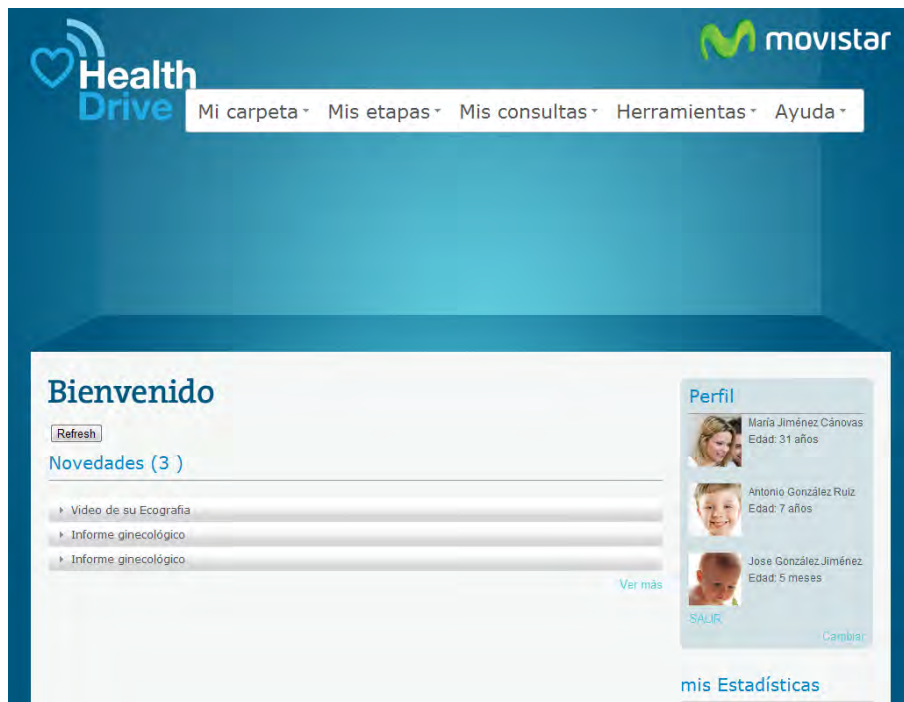 movistar
Health
Drive
Mi carpeta Mis etapas Mis consultas Herramientas Ayuda
Bienvenido
Refresh
Novedades (3 )
Video de su Ecografia
Informe ginecológico
Informe ginecológico
Ver más
Perfil
María Jiménez Cánovas
Edad: 31 años
Antonio González Ruiz
Edad: 7 años
Jose González Jiménez
Edad: 5 meses
SALIR
Cambiar
mis Estadísticas